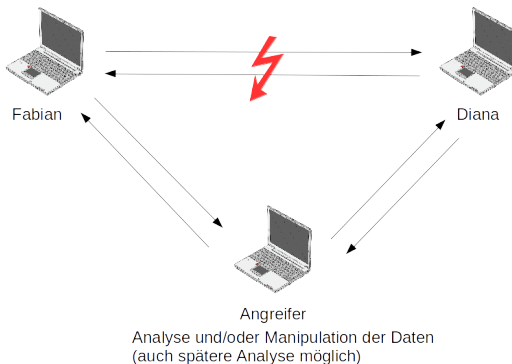 Fabian
Diana
Angreifer
Analyse und/oder Manipulation der Daten
(auch spätere Analyse möglich)